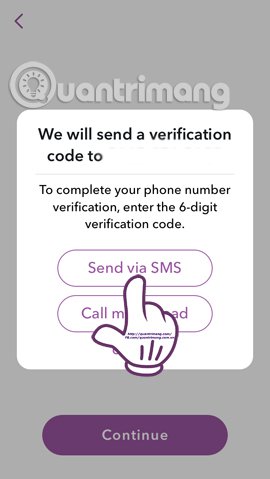 Quantrimang
We will send a verification
code to
To complete your phone number
verification, enter the 6-digit
verification code.
Send via SMS
Call
ad
http://quantrimang.com/
FB.com/quantrimang.com.vn
Continue